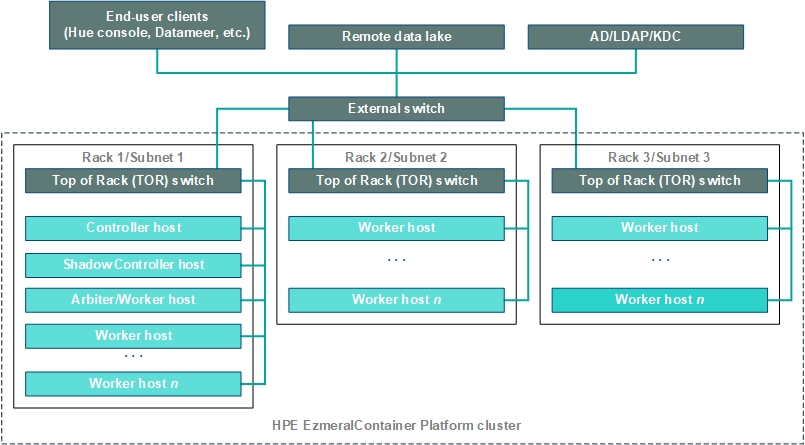 End-user clients
(Hue console, Datameer, etc.)
Remote data lake
AD/LDAP/KDC
External switch
Rack 1/Subnet 1
Top of Rack (TOR) switch
Controller host
Shadow Controller host
Arbiter/Worker host
Worker host
. . .
Worker host n
Rack 2/Subnet 2
Top of Rack (TOR) switch
Worker host
. . .
Worker host n
Rack 3/Subnet 3
Top of Rack (TOR) switch
Worker host
. . .
Worker host n
HPE EzmeralContainer Platform cluster